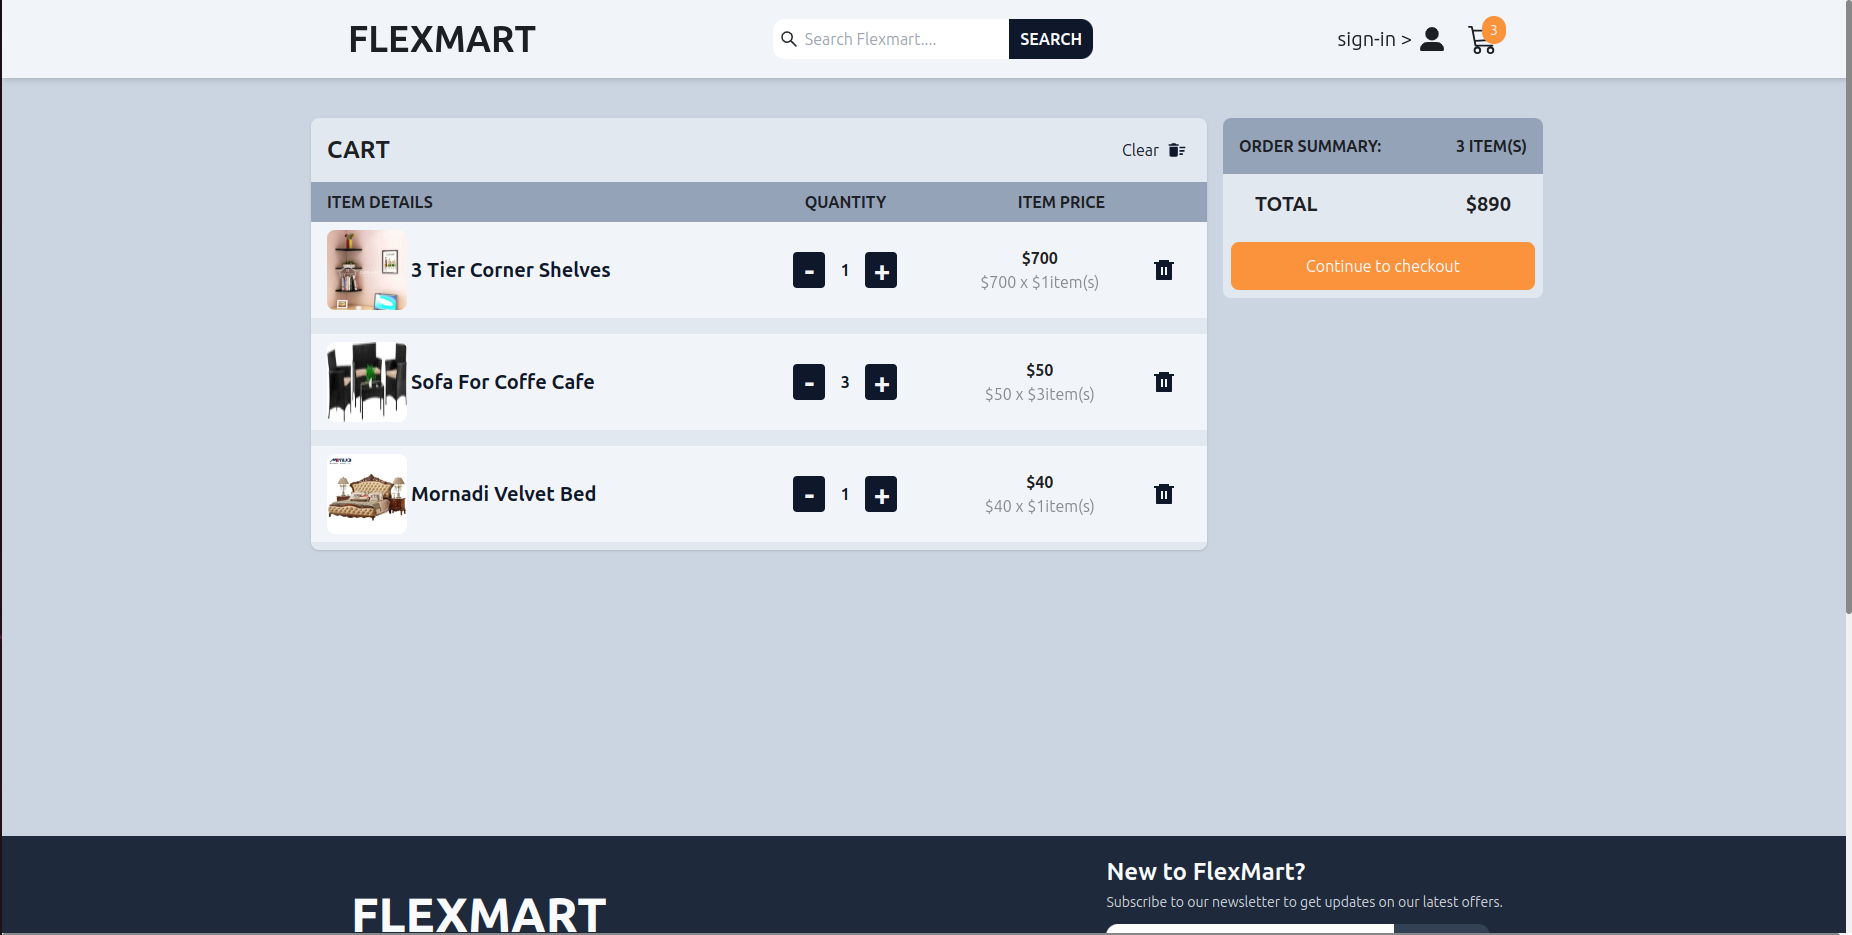 FLEXMART
Search Flexmart....
SEARCH
sign-in >
3
CART
Clear
ITEM DETAILS
QUANTITY
ITEM PRICE
3 Tier Corner Shelves
-
1
+
$700
$700 x $1item(s)
Sofa For Coffe Cafe
-
3
+
$50
$50 x $3item(s)
Mornadi Velvet Bed
-
1
+
$40
$40 x $1item(s)
ORDER SUMMARY:
3 ITEM(S)
TOTAL
$890
Continue to checkout
FLEXMART
New to FlexMart?
Subscribe to our newsletter to get updates on our latest offers.